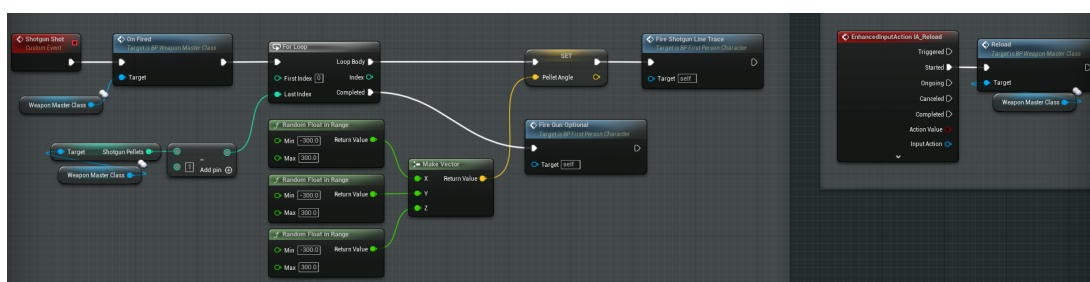 Shotgun Shot
Custom Event
On Fired
Target is BP Weapon Master Class
Target
Weapon Master Class
Target Shotgun Pellets
Weapon Master Class
-
1
Add pin
For Loop
Loop Body
First Index 0 Index
Last Index Completed
Random Float in Range
Min -300.0 Return Value
Max 300.0
Random Float in Range
Min -300.0 Return Value
Max 300.0
Random Float in Range
Min -300.0 Return Value
Max 300.0
Make Vector
X Return Value
Y
Z
SET
Pellet Angle
Fire Gun Optional
Target is BP First Person Character
Target self
Fire Shotgun Line Trace
Target is BP First Person Character
Target self
EnhancedInputAction IA_Reload
Triggered
Started
Ongoing
Canceled
Completed
Action Value
Input Action
Reload
Target is BP Weapon Master Class
Target
Weapon Master Class